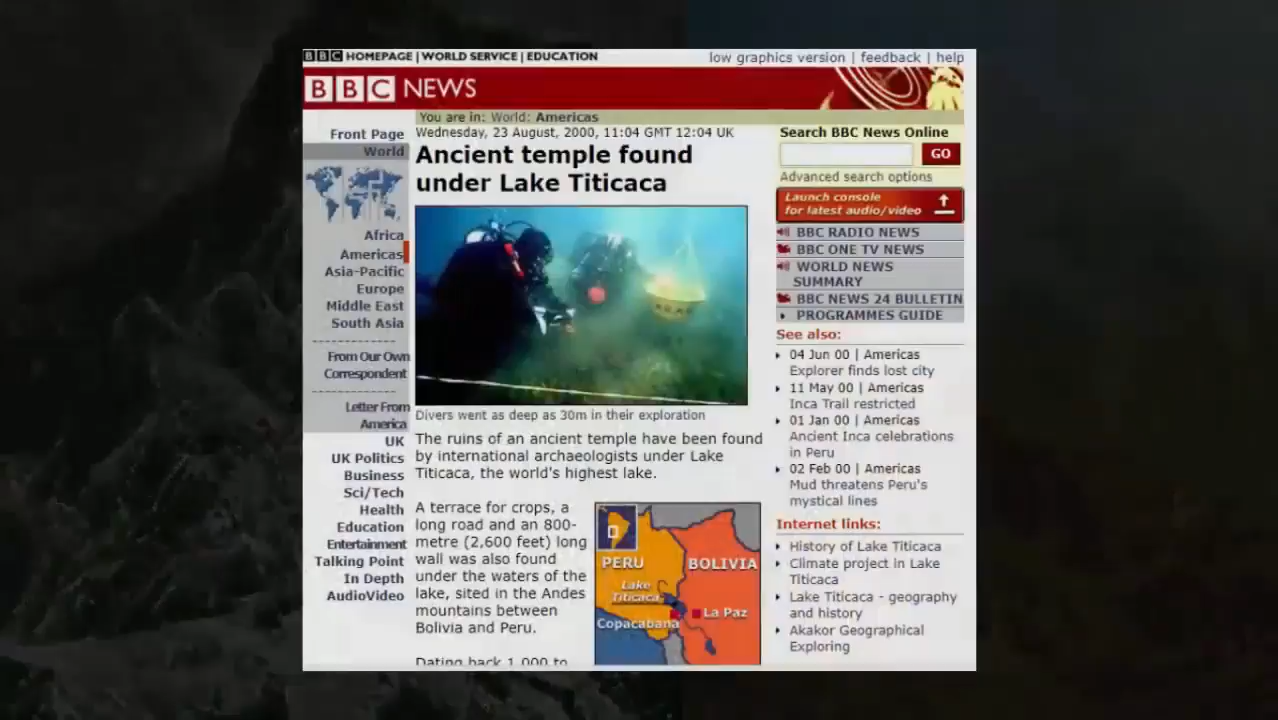 BBC HOMEPAGE | WORLD SERVICE | EDUCATION
low graphics version | feedback | help
BBC NEWS
You are in: World: Americas
Wednesday, 23 August, 2000, 11:04 GMT 12:04 UK
Ancient temple found
under Lake Titicaca
Front Page
World
Africa
Americas
Asia-Pacific
Europe
Middle East
South Asia
From Our Own
Correspondent
Letter From
America
UK
UK Politics
Business
Sci/Tech
Health
Education
Entertainment
Talking Point
In Depth
AudioVideo
Divers went as deep as 30m in their exploration
The ruins of an ancient temple have been found
by international archaeologists under Lake
Titicaca, the world's highest lake.
A terrace for crops, a
long road and an 800-
metre (2,600 feet) long
wall was also found
under the waters of the
lake, sited in the Andes
mountains between
Bolivia and Peru.
Dating back 1,000 to
PERU
BOLIVIA
Lake
Titicaca
La Paz
Copacabana
Search BBC News Online
GO
Advanced search options
Launch console
for latest audio/video
BBC RADIO NEWS
BBC ONE TV NEWS
WORLD NEWS
SUMMARY
BBC NEWS 24 BULLETIN
PROGRAMMES GUIDE
See also:
04 Jun 00 | Americas
Explorer finds lost city
11 May 00 | Americas
Inca Trail restricted
01 Jan 00 | Americas
Ancient Inca celebrations
in Peru
02 Feb 00 | Americas
Mud threatens Peru's
mystical lines
Internet links:
History of Lake Titicaca
Climate project in Lake
Titicaca
Lake Titicaca - geography
and history
Akakor Geographical
Exploring